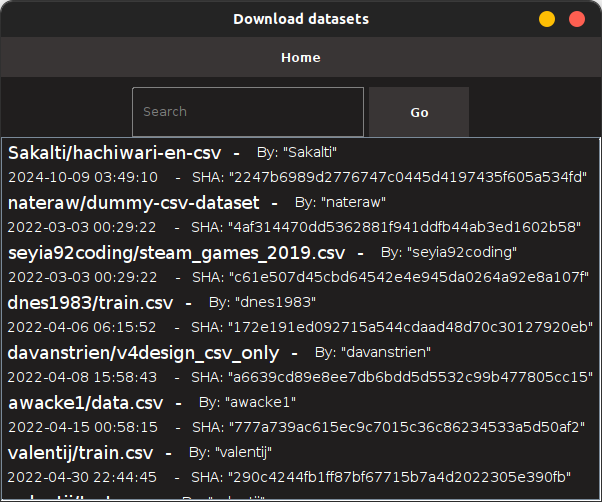 Download datasets
Home
Search
Go
Sakalti/hachiwari-en-csv - By: "Sakalti"
2024-10-09 03:49:10 - SHA: "2247b6989d2776747c0445d4197435f605a534fd"
nateraw/dummy-csv-dataset - By: "nateraw"
2022-03-03 00:29:22 - SHA: "4af314470dd5362881f941ddfb44ab3ed1602b58"
seyia92coding/steam_games_2019.csv - By: "seyia92coding"
2022-03-03 00:29:22 - SHA: "c61e507d45cbd64542e4e945da0264a92e8a107f"
dnes1983/train.csv - By: "dnes1983"
2022-04-06 06:15:52 - SHA: "172e191ed092715a544cdaad48d70c30127920eb"
davanstrien/v4design_csv_only - By: "davanstrien"
2022-04-08 15:58:43 - SHA: "a6639cd89e8ee7db6bdd5d5532c99b477805cc15"
awacke1/data.csv - By: "awacke1"
2022-04-15 00:58:15 - SHA: "777a739ac615ec9c7015c36c86234533a5d50af2"
valentij/train.csv - By: "valentij"
2022-04-30 22:44:45 - SHA: "290c4244fb1ff87bf67715b7a4d2022305e390fb"